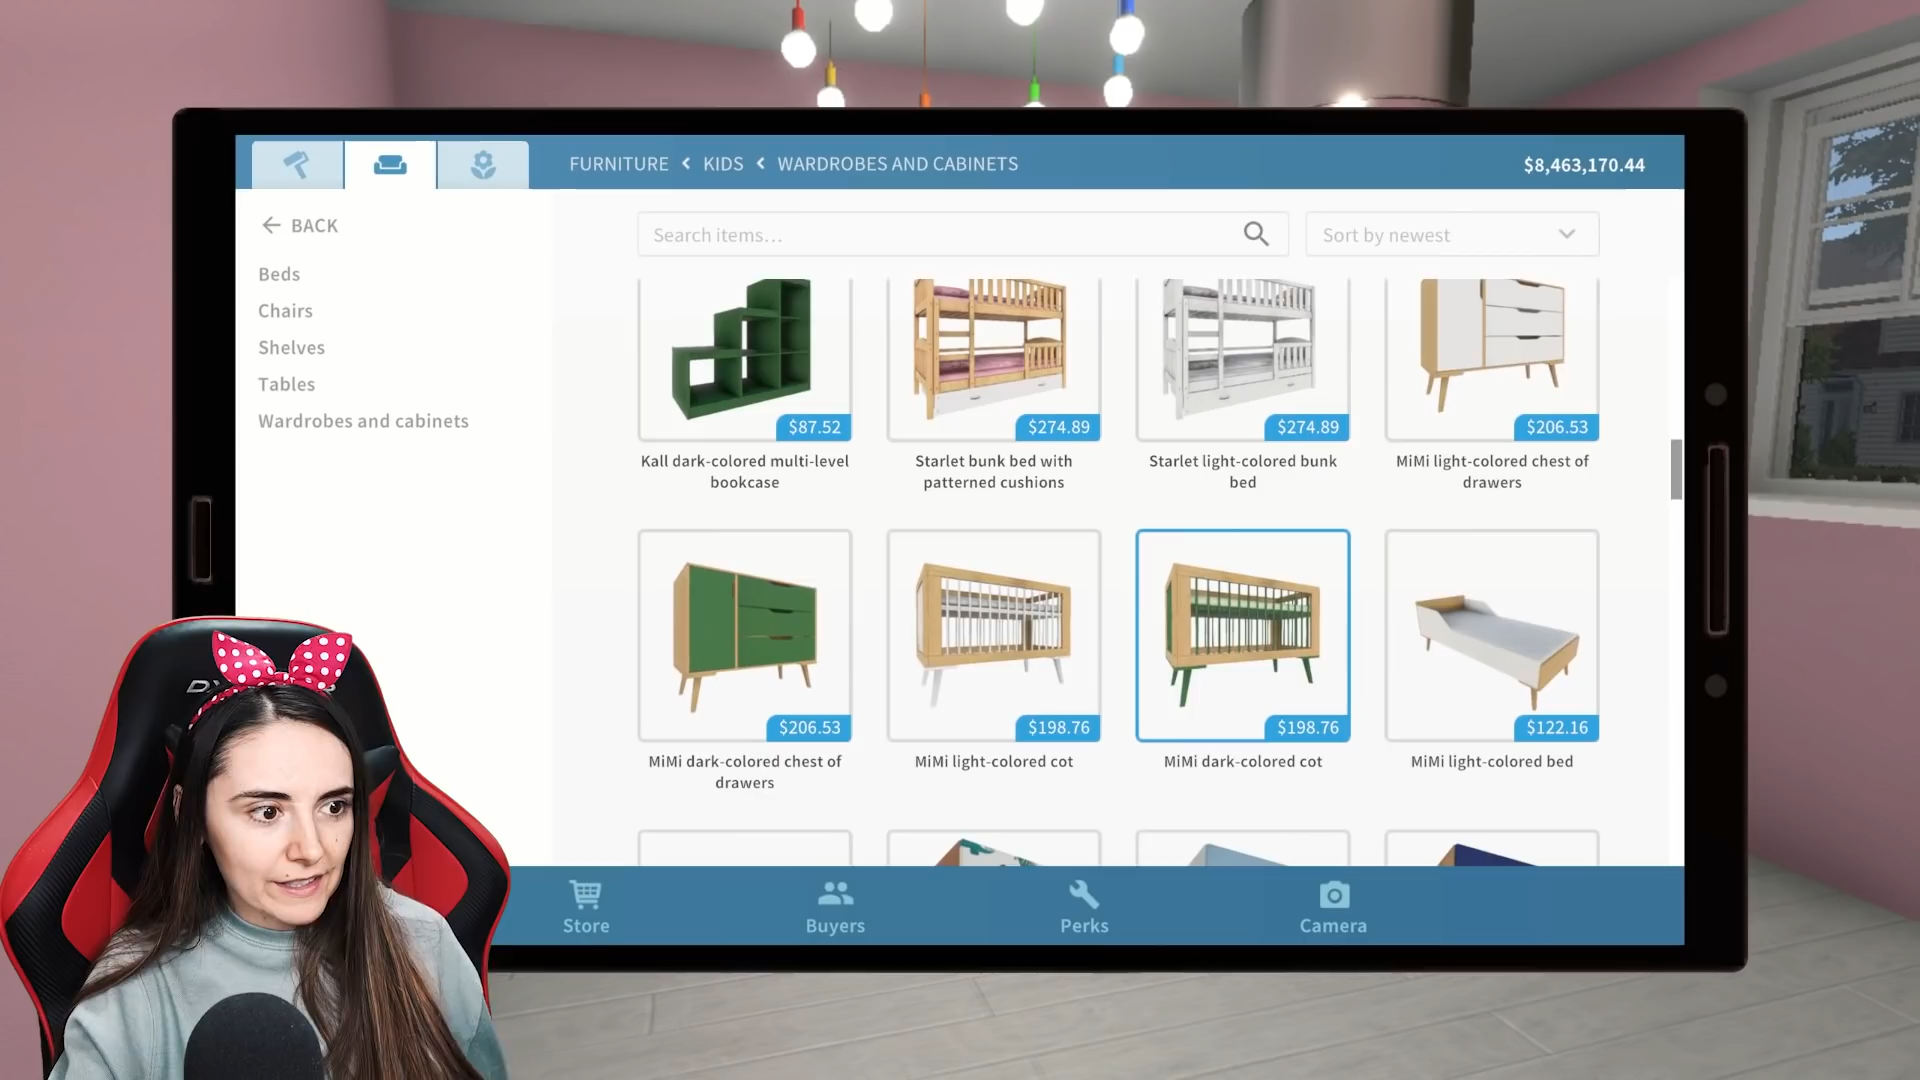 FURNITURE < KIDS < WARDROBES AND CABINETS
$8,463,170.44
BACK
Search items...
Sort by newest
Beds
Chairs
Shelves
Tables
Wardrobes and cabinets
$87.52
$274.89
$274.89
$206.53
Kall dark-colored multi-level
bookcase
Starlet bunk bed with
patterned cushions
Starlet light-colored bunk
bed
MiMi light-colored chest of
drawers
$206.53
$198.76
$198.76
$122.16
MiMi dark-colored chest of
drawers
MiMi light-colored cot
MiMi dark-colored cot
MiMi light-colored bed
Store
Buyers
Perks
Camera